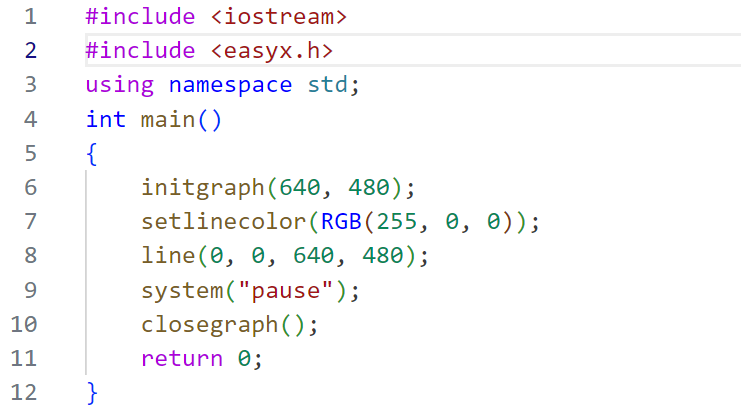 1 #include <iostream>
2 #include <easyx.h>
3 using namespace std;
4 int main()
5 {
6     initgraph(640, 480);
7     setlinecolor(RGB(255, 0, 0));
8     line(0, 0, 640, 480);
9     system("pause");
10     closegraph();
11     return 0;
12 }